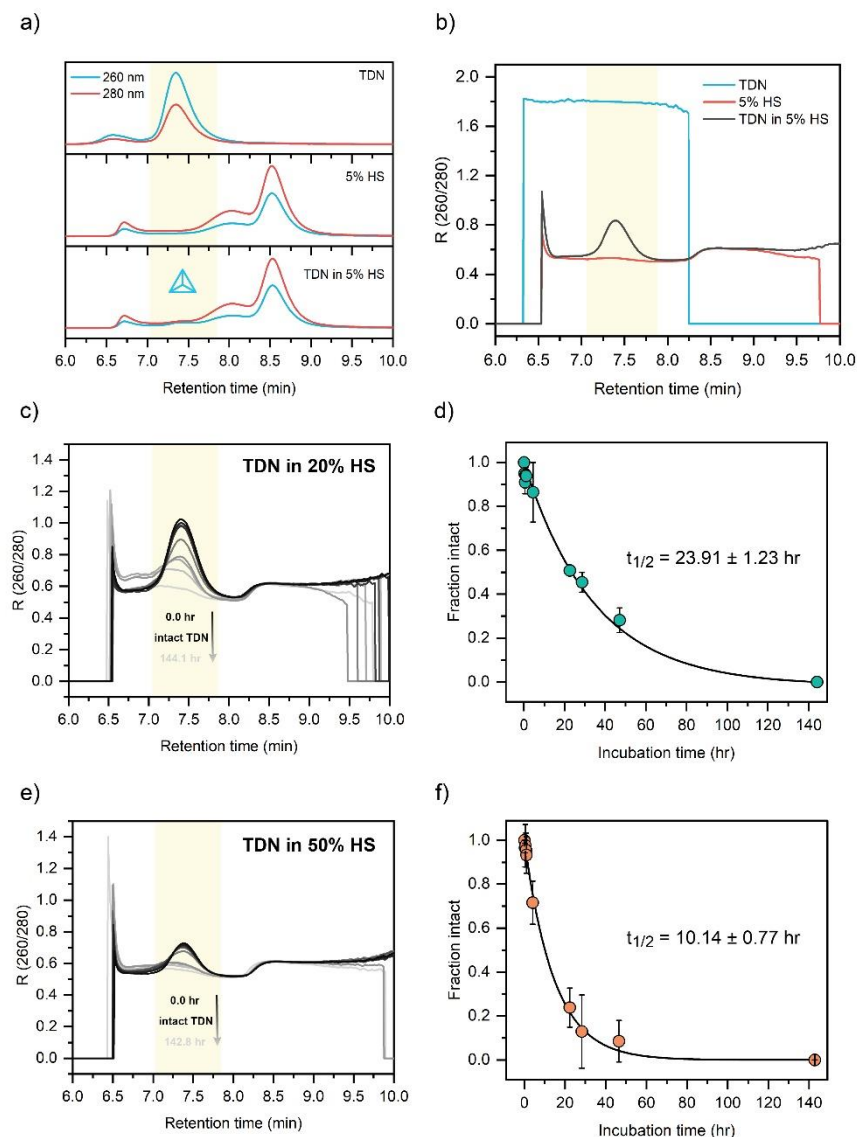 a)
260 nm
280 nm
TDN
5% HS
TDN in 5% HS
6.0 6.5 7.0 7.5 8.0 8.5 9.0 9.5 10.0
Retention time (min)
b)
TDN
5% HS
TDN in 5% HS
R (260/280)
2.0
1.6
1.2
0.8
0.4
0.0
6.0 6.5 7.0 7.5 8.0 8.5 9.0 9.5 10.0
Retention time (min)
c)
TDN in 20% HS
R (260/280)
1.4
1.2
1.0
0.8
0.6
0.4
0.2
0.0
0.0 hr
intact TDN
144.1 hr
6.0 6.5 7.0 7.5 8.0 8.5 9.0 9.5 10.0
Retention time (min)
d)
Fraction intact
1.0
0.8
0.6
0.4
0.2
0.0
t1/2 = 23.91 ± 1.23 hr
0 20 40 60 80 100 120 140
Incubation time (hr)
e)
TDN in 50% HS
R (260/280)
1.4
1.2
1.0
0.8
0.6
0.4
0.2
0.0
0.0 hr
intact TDN
142.8 hr
6.0 6.5 7.0 7.5 8.0 8.5 9.0 9.5 10.0
Retention time (min)
f)
Fraction intact
1.0
0.8
0.6
0.4
0.2
0.0
t1/2 = 10.14 ± 0.77 hr
0 20 40 60 80 100 120 140
Incubation time (hr)